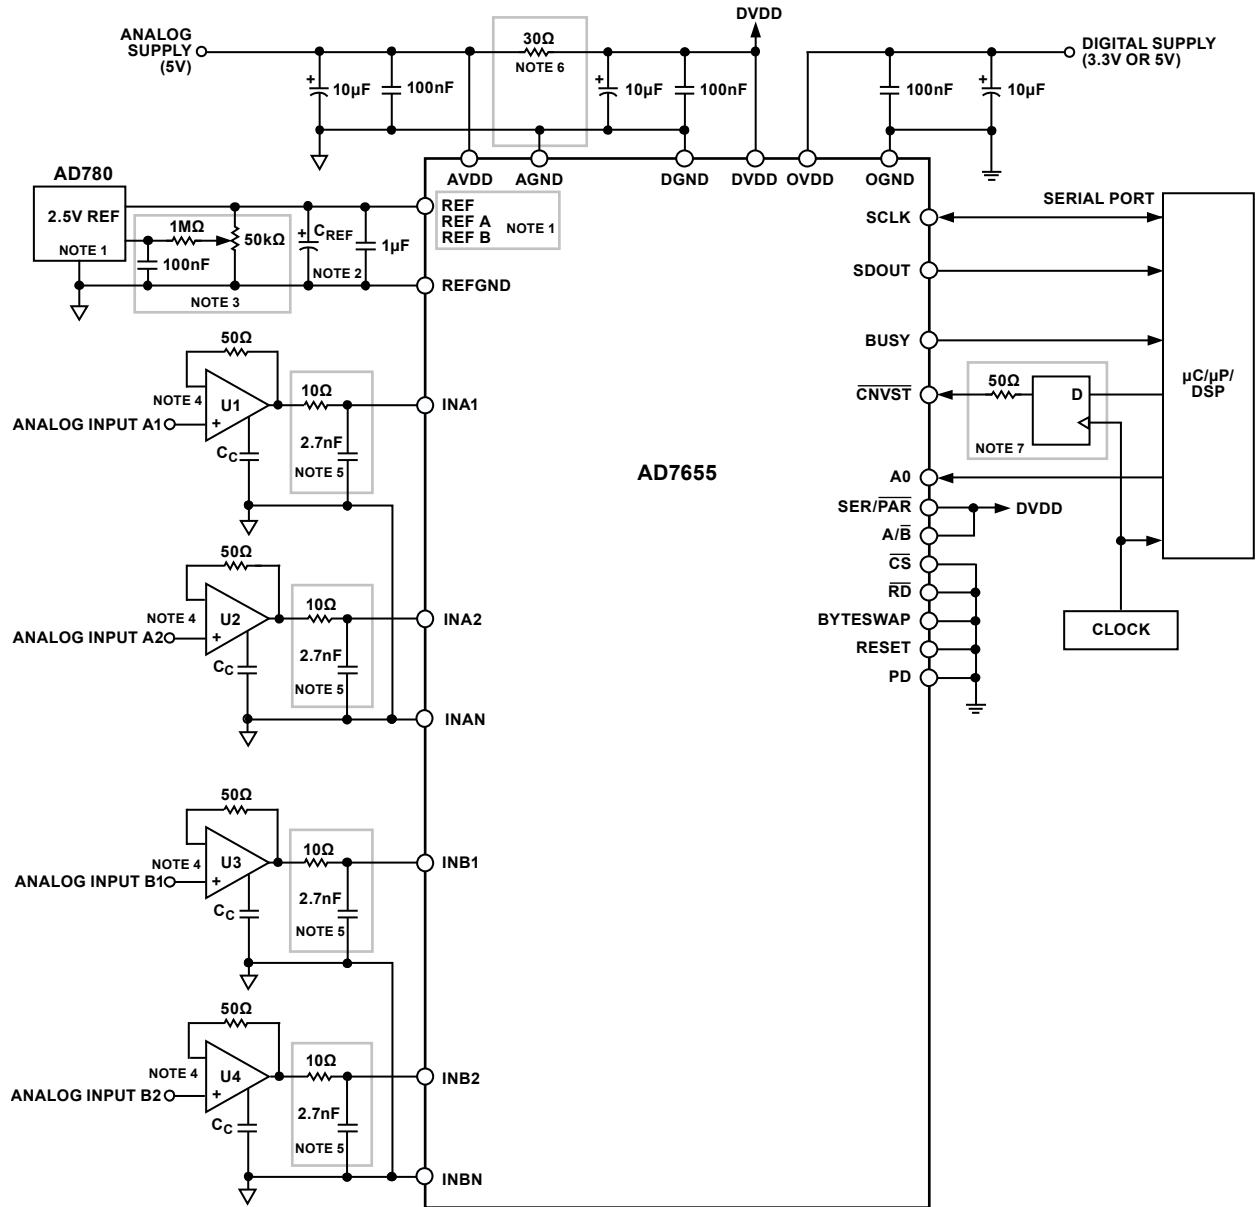 ANALOG
SUPPLY
(5V)
30Ω
NOTE 6
DVDD
DIGITAL SUPPLY
(3.3V OR 5V)
+
10µF
100nF
+
10µF
100nF
100nF
+
10µF
AVDD
AGND
DGND
DVDD
OVDD
OGND
AD780
2.5V REF
NOTE 1
1MΩ
50kΩ
100nF
NOTE 3
+
CREF
NOTE 2
1µF
REF
REF A
REF B
NOTE 1
REFGND
50Ω
NOTE 4
U1
ANALOG INPUT A1
+
CC
10Ω
2.7nF
NOTE 5
INA1
50Ω
NOTE 4
U2
ANALOG INPUT A2
+
CC
10Ω
2.7nF
NOTE 5
INA2
INAN
50Ω
NOTE 4
U3
ANALOG INPUT B1
+
CC
10Ω
2.7nF
NOTE 5
INB1
50Ω
NOTE 4
U4
ANALOG INPUT B2
+
CC
10Ω
2.7nF
NOTE 5
INB2
INBN
AD7655
SCLK
SERIAL PORT
SDOUT
BUSY
CNVST
50Ω
D
NOTE 7
µC/µP/
DSP
A0
SER/PAR
DVDD
A/B
CS
RD
BYTESWAP
RESET
PD
CLOCK